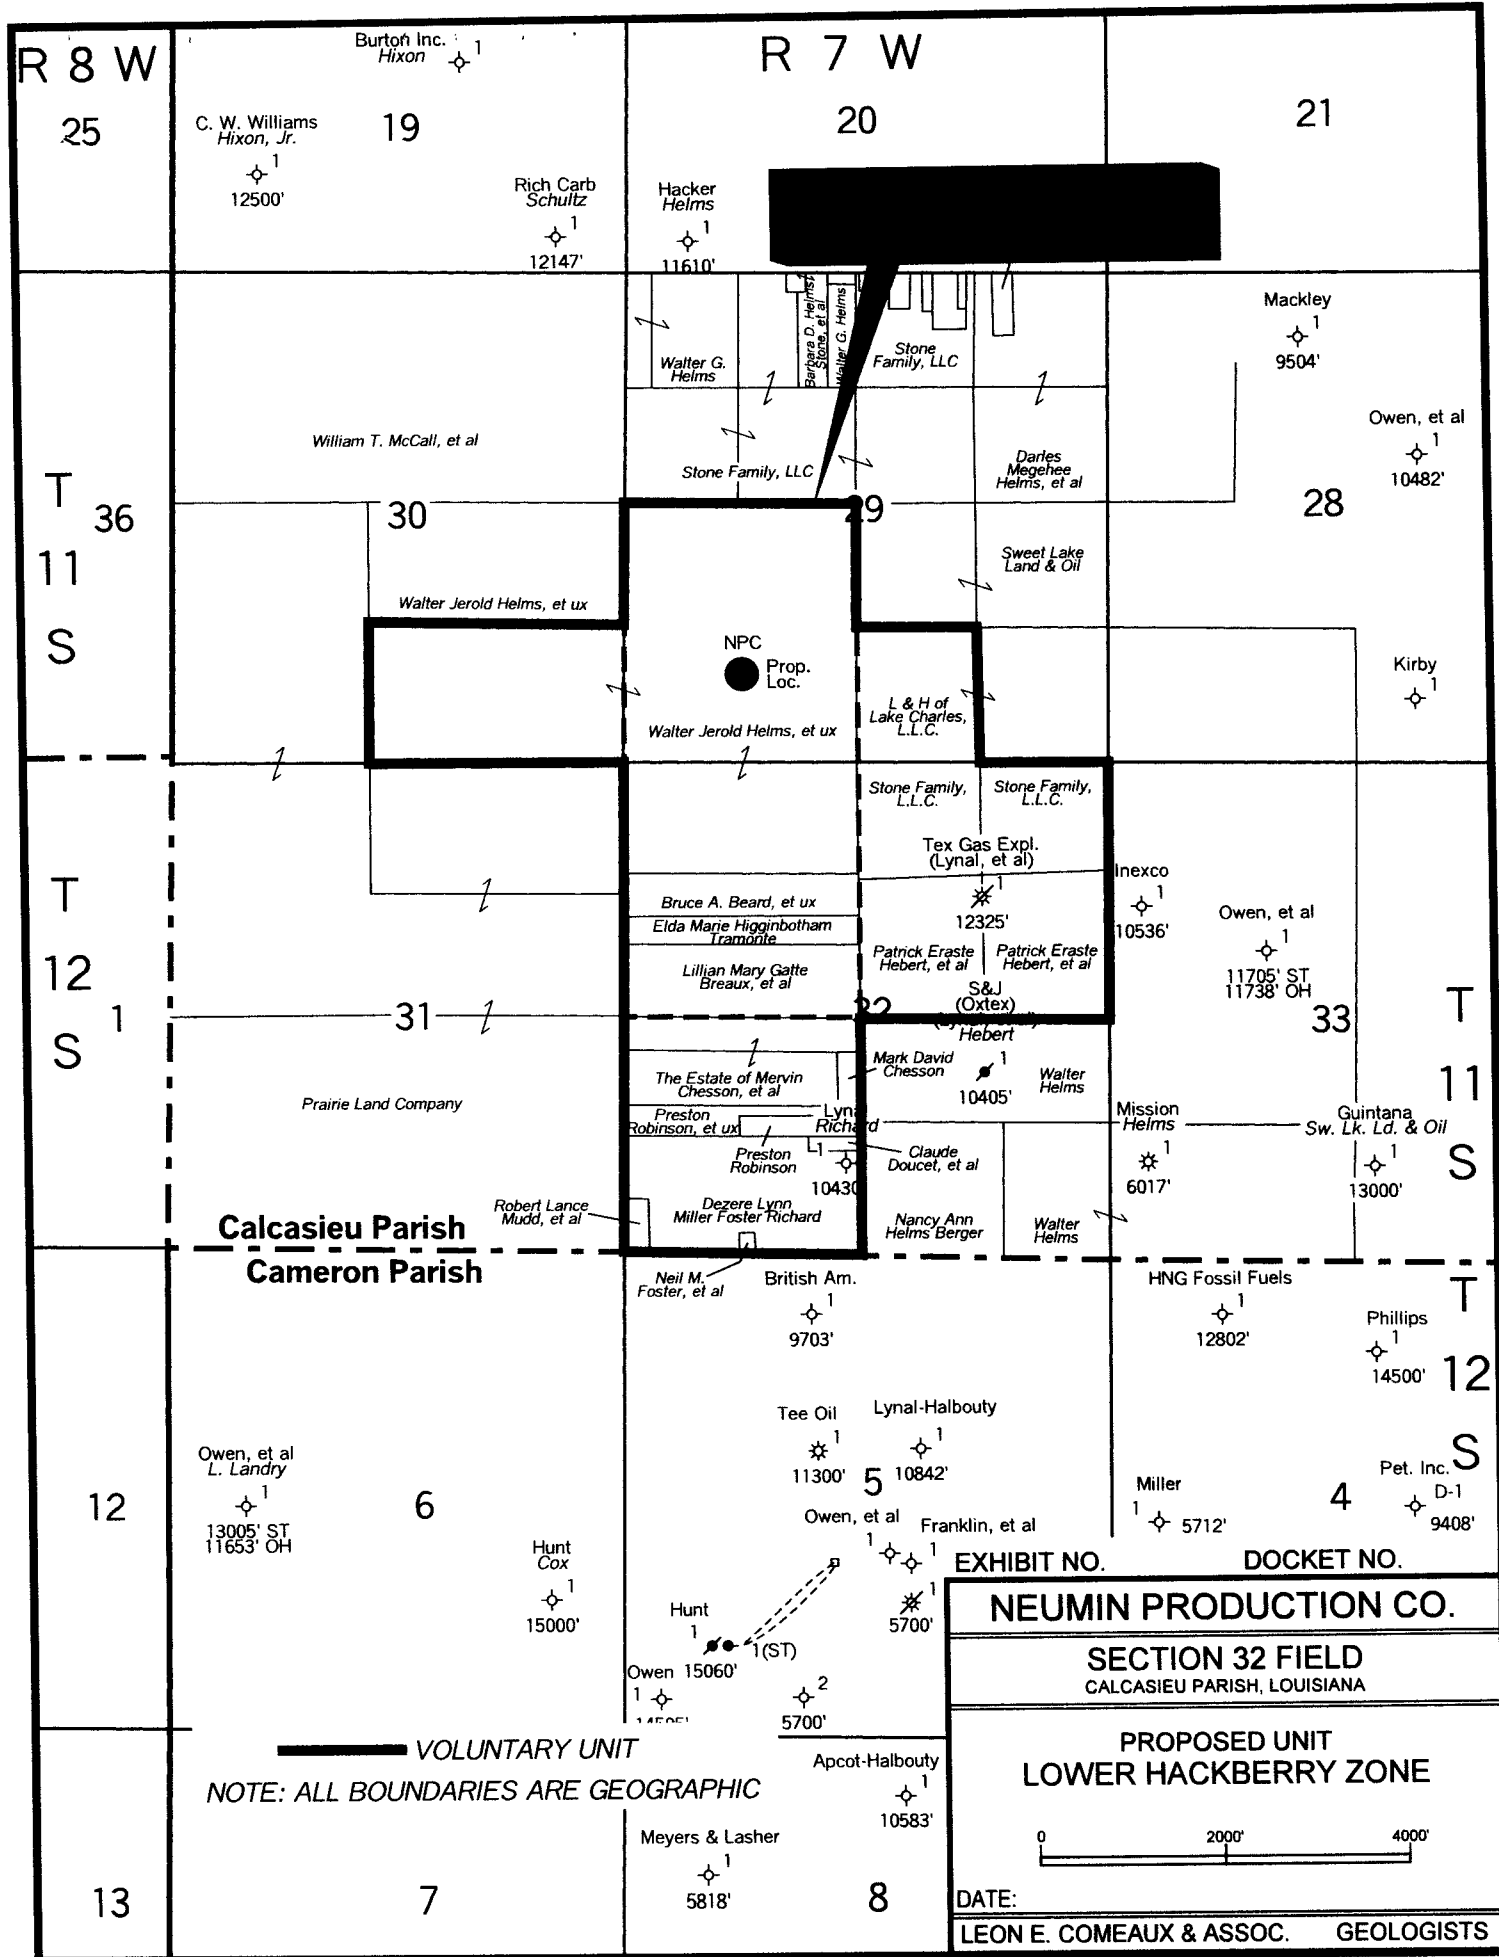 R 8 W
R 7 W
25
19
20
21
Burton Inc.
Hixon
1
C. W. Williams
Hixon, Jr.
1
12500'
Rich Carb
Schultz
1
12147'
Hacker
Helms
1
11610'
Walter G.
Helms
Barbara D. Helms
Stone, et al
Walter G. Helms
Stone
Family, LLC
Mackley
1
9504'
Owen, et al
1
10482'
William T. McCall, et al
Stone Family, LLC
Darles
Megehee
Helms, et al
T
11
S
36
30
29
28
Sweet Lake
Land & Oil
Walter Jerold Helms, et ux
NPC
Prop.
Loc.
Kirby
1
L & H of
Lake Charles,
L.L.C.
Walter Jerold Helms, et ux
Stone Family,
L.L.C.
Stone Family,
L.L.C.
Tex Gas Expl.
(Lynal, et al)
1
12325'
Inexco
1
10536'
T
12
S
Bruce A. Beard, et ux
Elda Marie Higginbotham
Tramonte
Lillian Mary Gatte
Breaux, et al
Patrick Eraste
Hebert, et al
Patrick Eraste
Hebert, et al
Owen, et al
1
11705' ST
11738' OH
1
31
32
33
S&J
(Oxtex)
Hebert
1
10405'
T
11
S
The Estate of Mervin
Chesson, et al
Mark David
Chesson
Walter
Helms
Prairie Land Company
Preston
Robinson, et ux
Preston
Robinson
Richard
1
Claude
Doucet, et al
Mission
Helms
1
6017'
Guintana
Sw. Lk. Ld. & Oil
1
13000'
Robert Lance
Mudd, et al
Dezere Lynn
Miller Foster Richard
Nancy Ann
Helms Berger
Walter
Helms
Calcasieu Parish
Cameron Parish
Neil M.
Foster, et al
British Am.
1
9703'
HNG Fossil Fuels
1
12802'
Phillips
1
14500'
T
12
S
Tee Oil
1
11300'
Lynal-Halbouty
1
10842'
5
Owen, et al
L. Landry
1
13005' ST
11653' OH
12
6
Hunt
Cox
1
15000'
Miller
1
5712'
4
Pet. Inc.
D-1
9408'
Owen, et al
1
Franklin, et al
1
1
5700'
Hunt
1
1(ST)
15060'
Owen
1
2
5700'
VOLUNTARY UNIT
NOTE: ALL BOUNDARIES ARE GEOGRAPHIC
Apcot-Halbouty
1
10583'
Meyers & Lasher
1
5818'
13
7
8
EXHIBIT NO. DOCKET NO.
NEUMIN PRODUCTION CO.
SECTION 32 FIELD
CALCASIEU PARISH, LOUISIANA
PROPOSED UNIT
LOWER HACKBERRY ZONE
0 2000' 4000'
DATE:
LEON E. COMEAUX & ASSOC. GEOLOGISTS